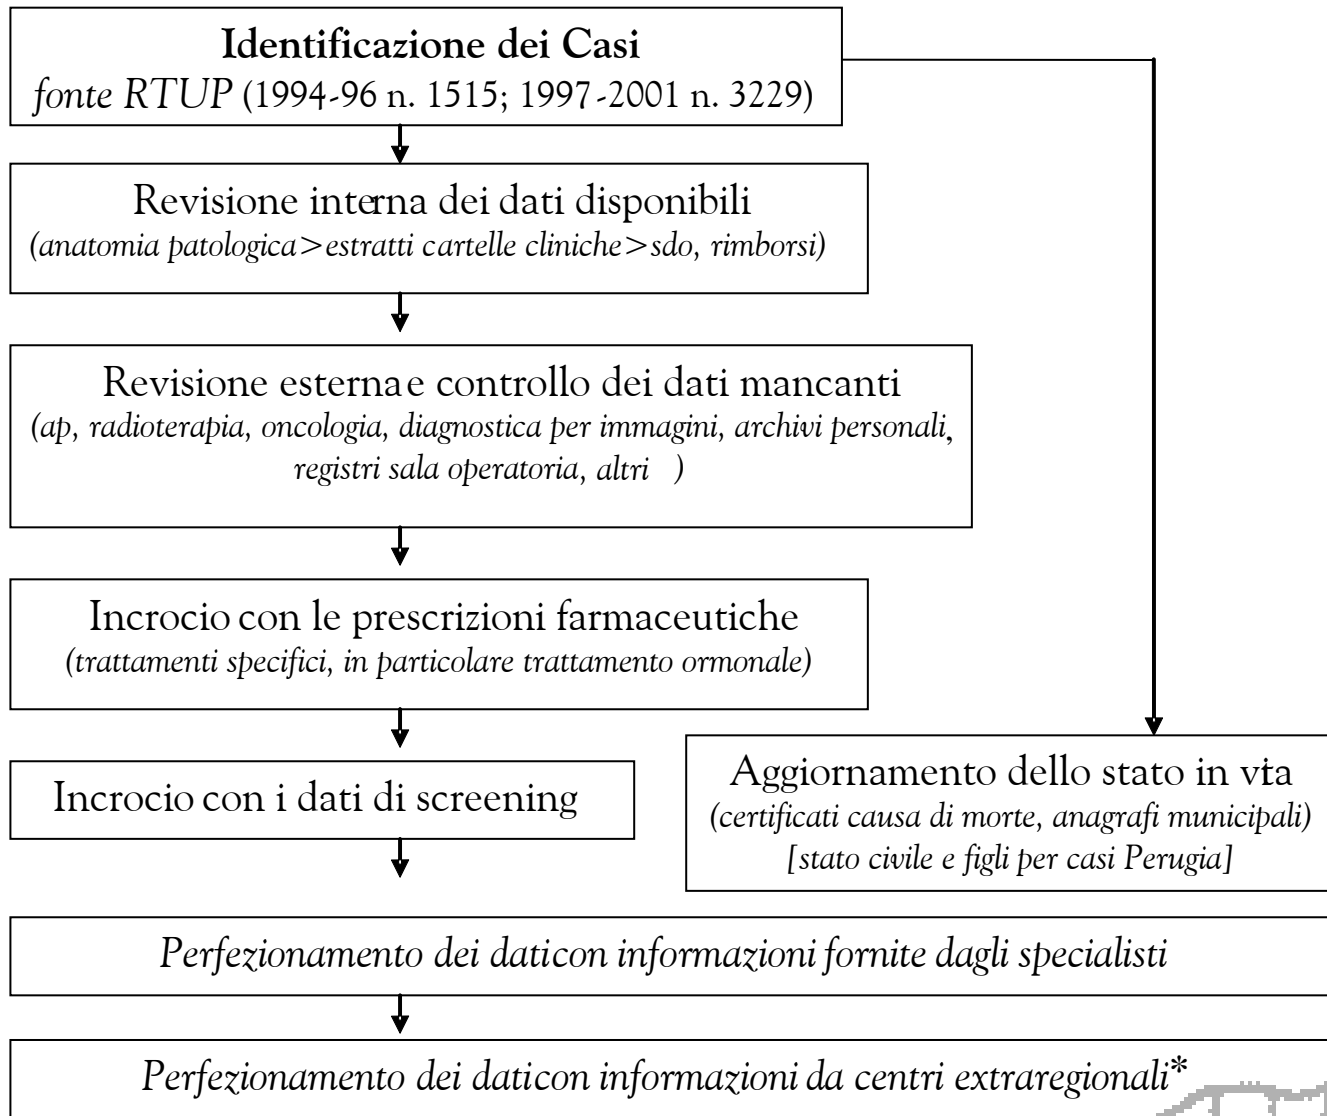 Identificazione dei Casi
fonte RTUP (1994-96 n. 1515; 1997-2001 n. 3229)
Revisione interna dei dati disponibili
(anatomia patologica>estratti cartelle cliniche>sdo, rimborsi)
Revisione esterna e controllo dei dati mancanti
(ap, radioterapia, oncologia, diagnostica per immagini, archivi personali,
registri sala operatoria, altri )
Incrocio con le prescrizioni farmaceutiche
(trattamenti specifici, in particolare trattamento ormonale)
Incrocio con i dati di screening
Aggiornamento dello stato in vita
(certificati causa di morte, anagrafi municipali)
[stato civile e figli per casi Perugia]
Perfezionamento dei dati con informazioni fornite dagli specialisti
Perfezionamento dei dati con informazioni da centri extraregionali*